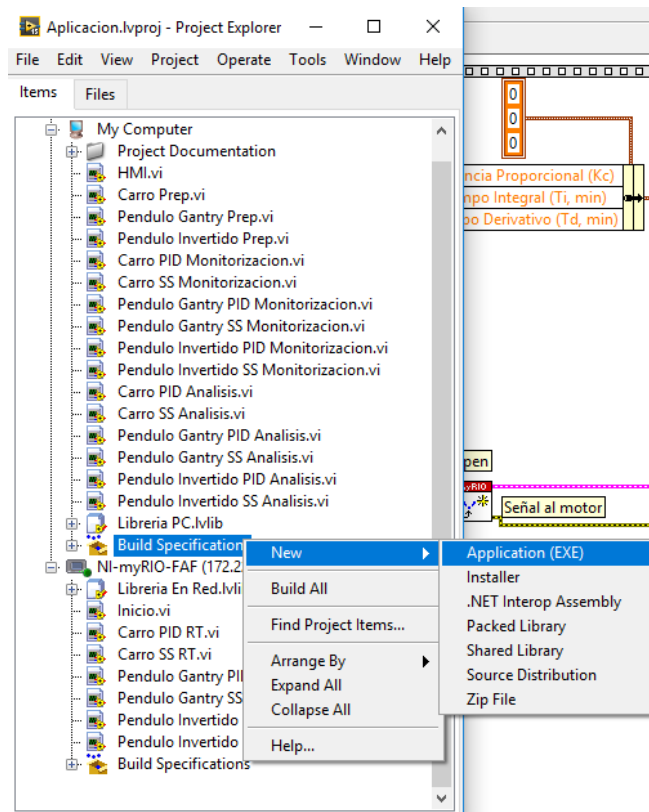 Aplicacion.lvproj - Project Explorer
File Edit View Project Operate Tools Window Help
Items Files
My Computer
Project Documentation
HMI.vi
Carro Prep.vi
Pendulo Gantry Prep.vi
Pendulo Invertido Prep.vi
Carro PID Monitorizacion.vi
Carro SS Monitorizacion.vi
Pendulo Gantry PID Monitorizacion.vi
Pendulo Gantry SS Monitorizacion.vi
Pendulo Invertido PID Monitorizacion.vi
Pendulo Invertido SS Monitorizacion.vi
Carro PID Analisis.vi
Carro SS Analisis.vi
Pendulo Gantry PID Analisis.vi
Pendulo Gantry SS Analisis.vi
Pendulo Invertido PID Analisis.vi
Pendulo Invertido SS Analisis.vi
Libreria PC.lvlib
Build Specification
NI-myRIO-FAF (172.2
Libreria En Red.lvli
Inicio.vi
Carro PID RT.vi
Carro SS RT.vi
Pendulo Gantry PI
Pendulo Gantry SS
Pendulo Invertido
Pendulo Invertido
Build Specifications
New
Build All
Find Project Items...
Arrange By
Expand All
Collapse All
Help...
Application (EXE)
Installer
.NET Interop Assembly
Packed Library
Shared Library
Source Distribution
Zip File
0
0
0
ncia Proporcional (Kc)
npo Integral (Ti, min)
po Derivativo (Td, min)
pen
yRIO
Señal al motor